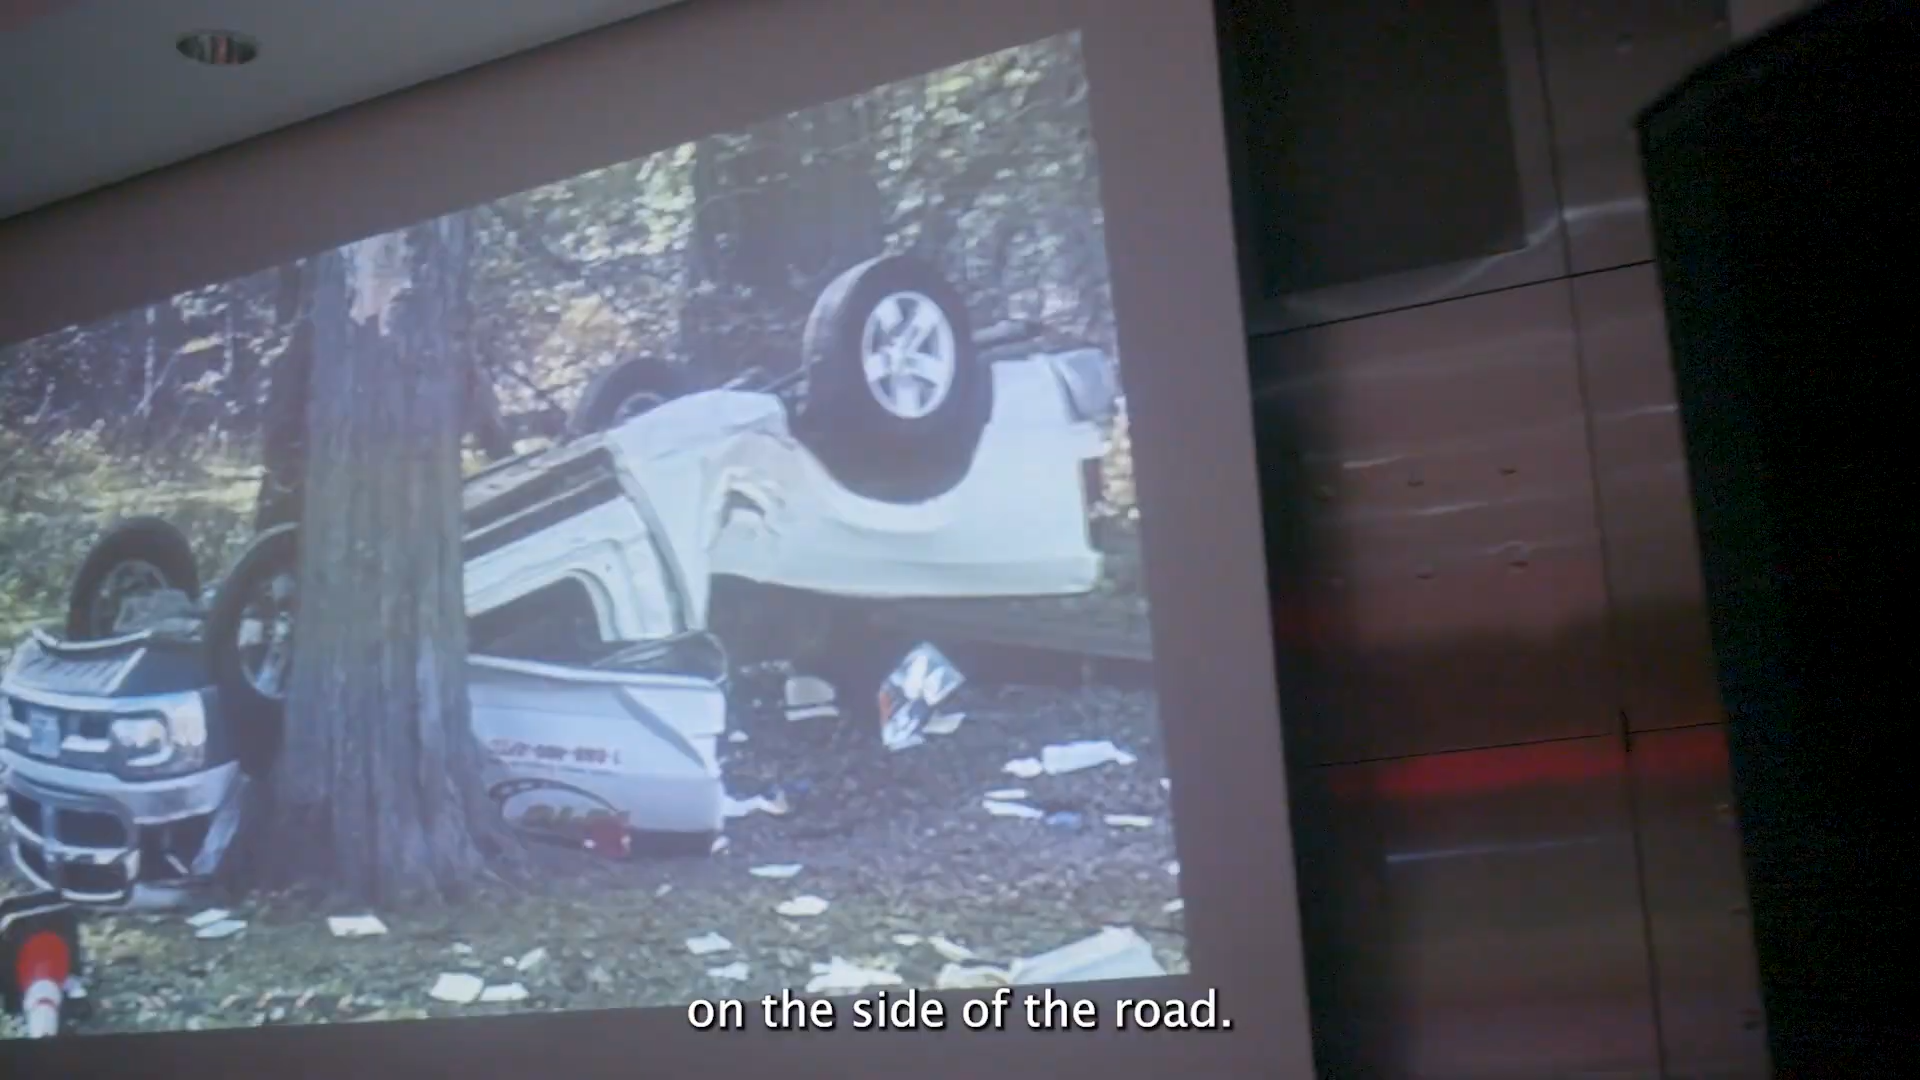 on the side of the road.